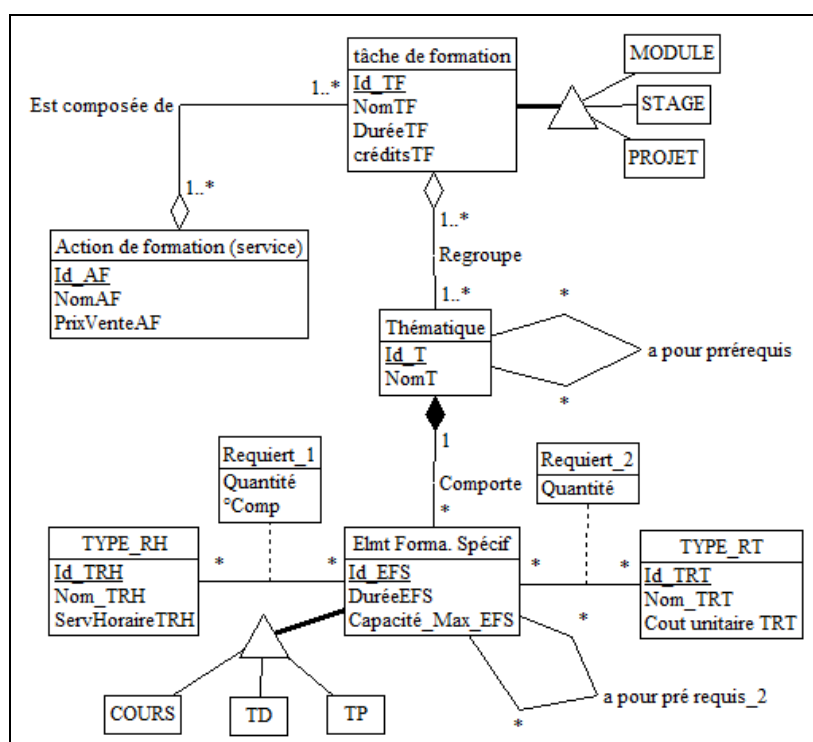 tâche de formation
Id_TF
NomTF
DuréeTF
créditsTF
MODULE
STAGE
PROJET
1..*
Est composée de
1..*
Action de formation (service)
Id_AF
NomAF
PrixVenteAF
1..*
Regroupe
1..*
Thématique
Id_T
NomT
*
a pour prrérequis
*
1
Comporte
*
Requiert_1
Quantité
°Comp
Requiert_2
Quantité
TYPE_RH
Id_TRH
Nom_TRH
ServHoraireTRH
*
*
Elmt Forma. Spécif
Id_EFS
DuréeEFS
Capacité_Max_EFS
*
*
TYPE_RT
Id_TRT
Nom_TRT
Cout unitaire TRT
*
a pour pré requis_2
*
COURS
TD
TP